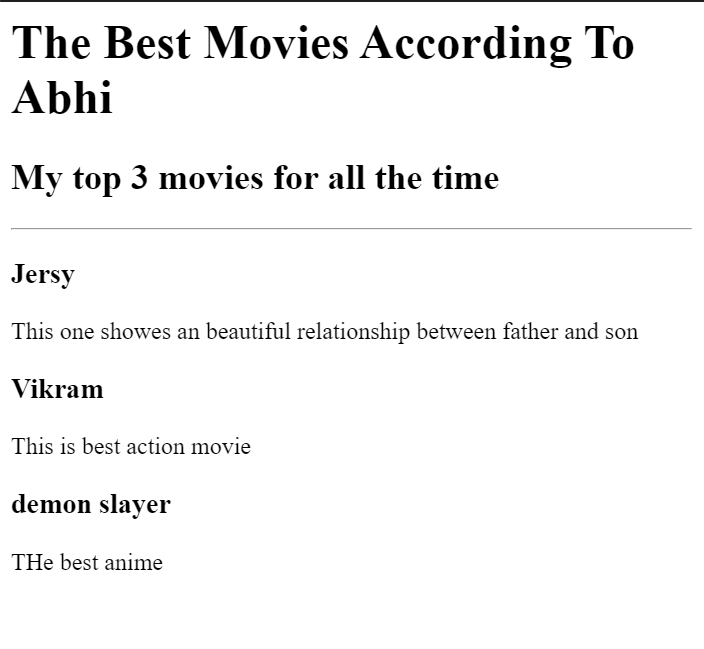 The Best Movies According To
Abhi
My top 3 movies for all the time
Jersy
This one showes an beautiful relationship between father and son
Vikram
This is best action movie
demon slayer
THe best anime